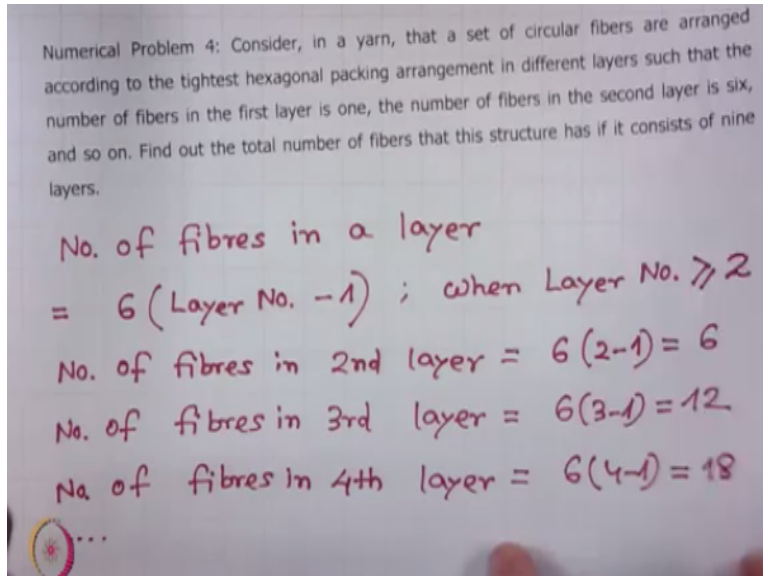 Numerical Problem 4: Consider, in a yarn, that a set of circular fibers are arranged
according to the tightest hexagonal packing arrangement in different layers such that the
number of fibers in the first layer is one, the number of fibers in the second layer is six,
and so on. Find out the total number of fibers that this structure has if it consists of nine
layers.
No. of fibres in a layer
= 6 (Layer No. - 1) ; when Layer No. ⩾ 2
No. of fibres in 2nd layer = 6 (2-1) = 6
No. of fibres in 3rd layer = 6(3-1) = 12
No of fibres in 4th layer = 6(4-1) = 18
...